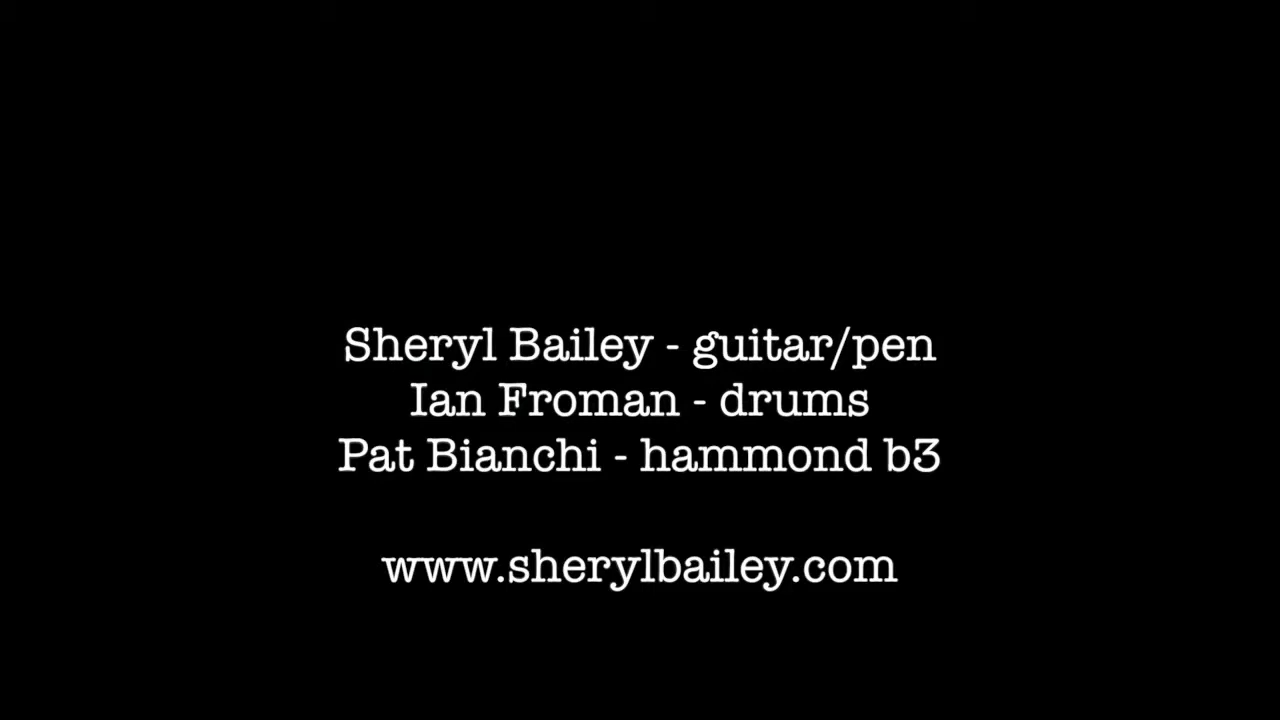 Sheryl Bailey - guitar/pen
Ian Froman - drums
Pat Bianchi - hammond b3
www.sherylbailey.com